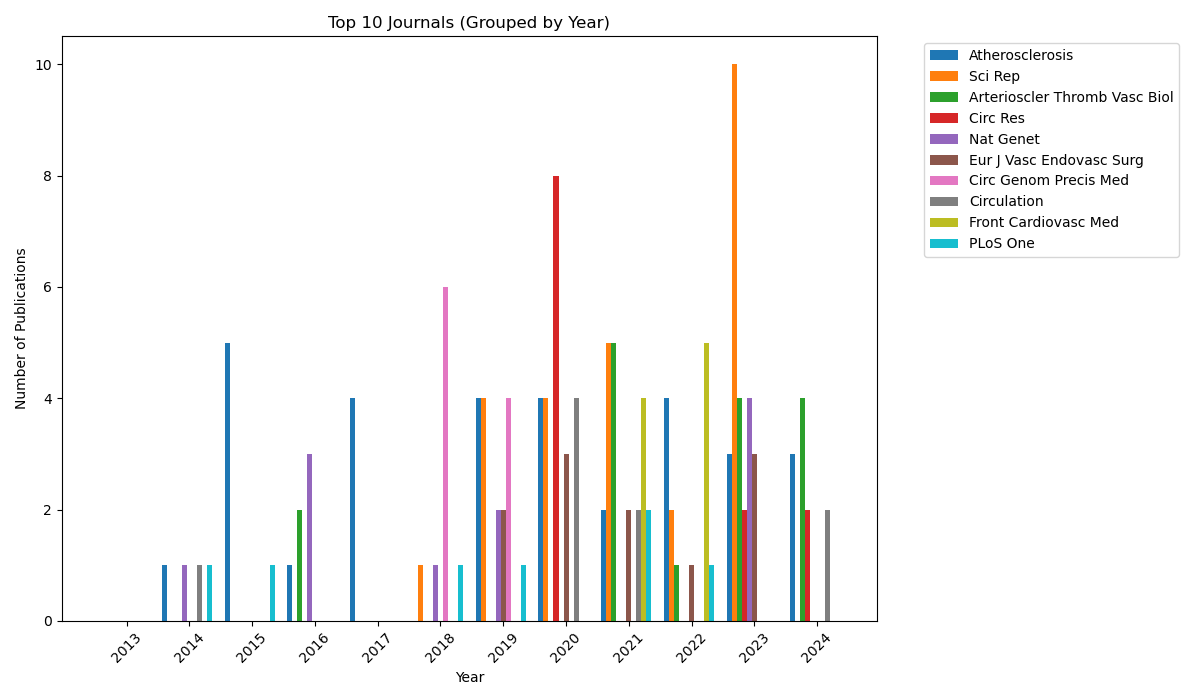 Top 10 Journals (Grouped by Year)
Number of Publications
10
8
6
4
2
0
2013
2014
2015
2016
2017
2018
2019
2020
2021
2022
2023
2024
Year
Atherosclerosis
Sci Rep
Arterioscler Thromb Vasc Biol
Circ Res
Nat Genet
Eur J Vasc Endovasc Surg
Circ Genom Precis Med
Circulation
Front Cardiovasc Med
PLoS One